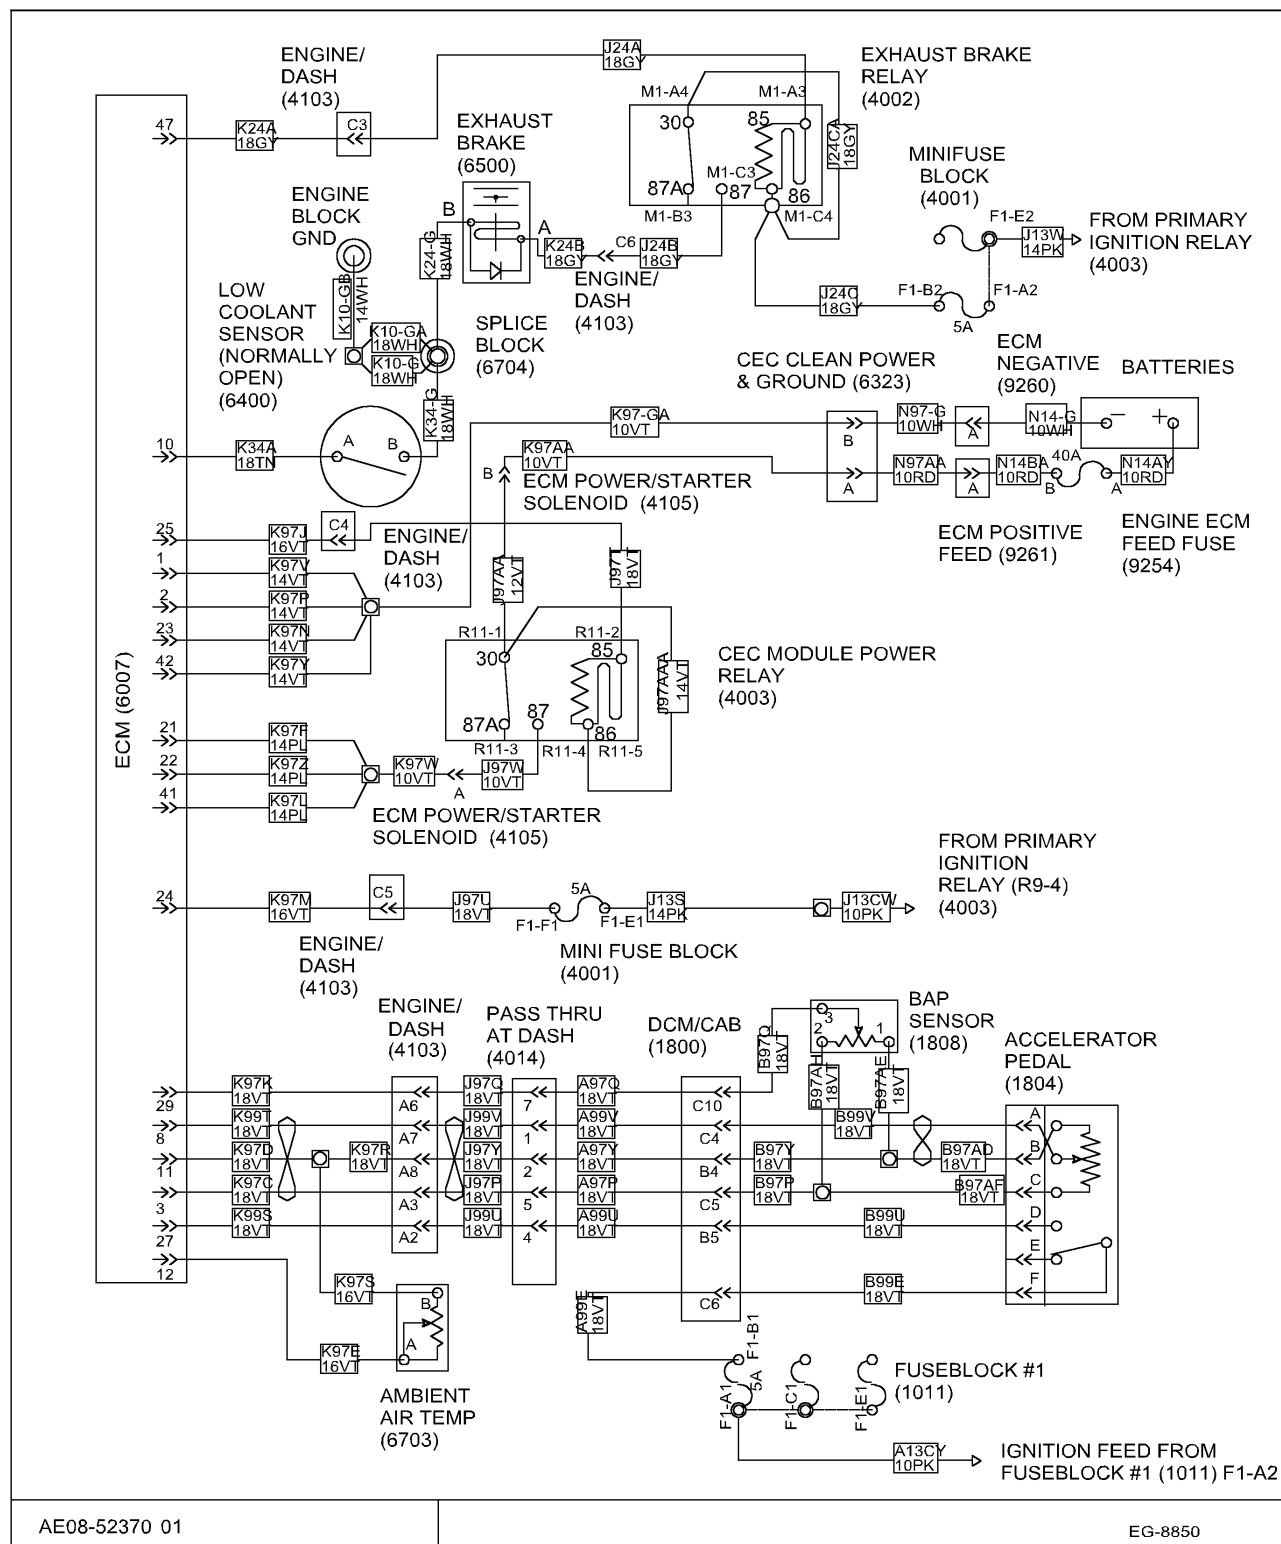 ENGINE/
DASH
(4103)
J24A
18GY
EXHAUST BRAKE
RELAY
(4002)
M1-A4
M1-A3
47
K24A
18GY
C3
EXHAUST
BRAKE
(6500)
30
85
J24CA
18GY
MINIFUSE
BLOCK
(4001)
M1-C3
87A
87
86
M1-B3
M1-C4
ENGINE
BLOCK
GND
B
A
K24-G
18WH
K24B
18GY
C6
J24B
18GY
ENGINE/
DASH
(4103)
F1-E2
J13W
14PK
FROM PRIMARY
IGNITION RELAY
(4003)
K10-GB
14WH
LOW
COOLANT
SENSOR
(NORMALLY
OPEN)
(6400)
K10-GA
18WH
K10-G
18WH
SPLICE
BLOCK
(6704)
J24C
18GY
F1-B2
F1-A2
5A
CEC CLEAN POWER
& GROUND (6323)
ECM
NEGATIVE
(9260)
BATTERIES
K34-G
18WH
K97-GA
10VT
B
N97-G
10WH
A
N14-G
10WH
−
+
10
K34A
18TN
A
B
B
K97AA
10VT
ECM POWER/STARTER
SOLENOID (4105)
A
N97AA
10RD
A
N14BA
10RD
40A
B
A
N14AY
10RD
25
K97J
16VT
C4
ENGINE/
DASH
(4103)
ECM POSITIVE
FEED (9261)
ENGINE ECM
FEED FUSE
(9254)
1
K97V
14VT
2
K97P
14VT
23
K97N
14VT
42
K97Y
14VT
J97AA
12VT
J97T
18VT
R11-1
R11-2
30
85
J97AAA
14VT
CEC MODULE POWER
RELAY
(4003)
ECM (6007)
87A
87
86
R11-3
R11-4
R11-5
21
K97F
14PL
22
K97Z
14PL
41
K97L
14PL
K97W
10VT
A
J97W
10VT
ECM POWER/STARTER
SOLENOID (4105)
FROM PRIMARY
IGNITION
RELAY (R9-4)
(4003)
24
K97M
16VT
C5
J97U
18VT
5A
F1-F1
F1-E1
J13S
14PK
J13CW
10PK
ENGINE/
DASH
(4103)
MINI FUSE BLOCK
(4001)
ENGINE/
DASH
(4103)
PASS THRU
AT DASH
(4014)
DCM/CAB
(1800)
B97Q
18VT
3
2
1
BAP
SENSOR
(1808)
ACCELERATOR
PEDAL
(1804)
B97AH
18VT
B97AE
18VT
29
K97K
18VT
A6
J97Q
18VT
7
A97Q
18VT
C10
8
K99T
18VT
A7
J99V
18VT
1
A99V
18VT
C4
B99V
18VT
A
11
K97D
18VT
K97R
18VT
A8
J97Y
18VT
2
A97Y
18VT
B4
B97Y
18VT
B97AD
18VT
B
3
K97C
18VT
A3
J97P
18VT
5
A97P
18VT
C5
B97P
18VT
B97AF
18VT
C
27
K99S
18VT
A2
J99U
18VT
4
A99U
18VT
B5
B99U
18VT
D
E
12
K97S
16VT
B
A
K97E
16VT
A99E
18VT
C6
B99E
18VT
F
AMBIENT
AIR TEMP
(6703)
F1-B1
5A
F1-A1
F1-C1
F1-E1
FUSEBLOCK #1
(1011)
A13CY
10PK
IGNITION FEED FROM
FUSEBLOCK #1 (1011) F1-A2
AE08-52370 01
EG-8850